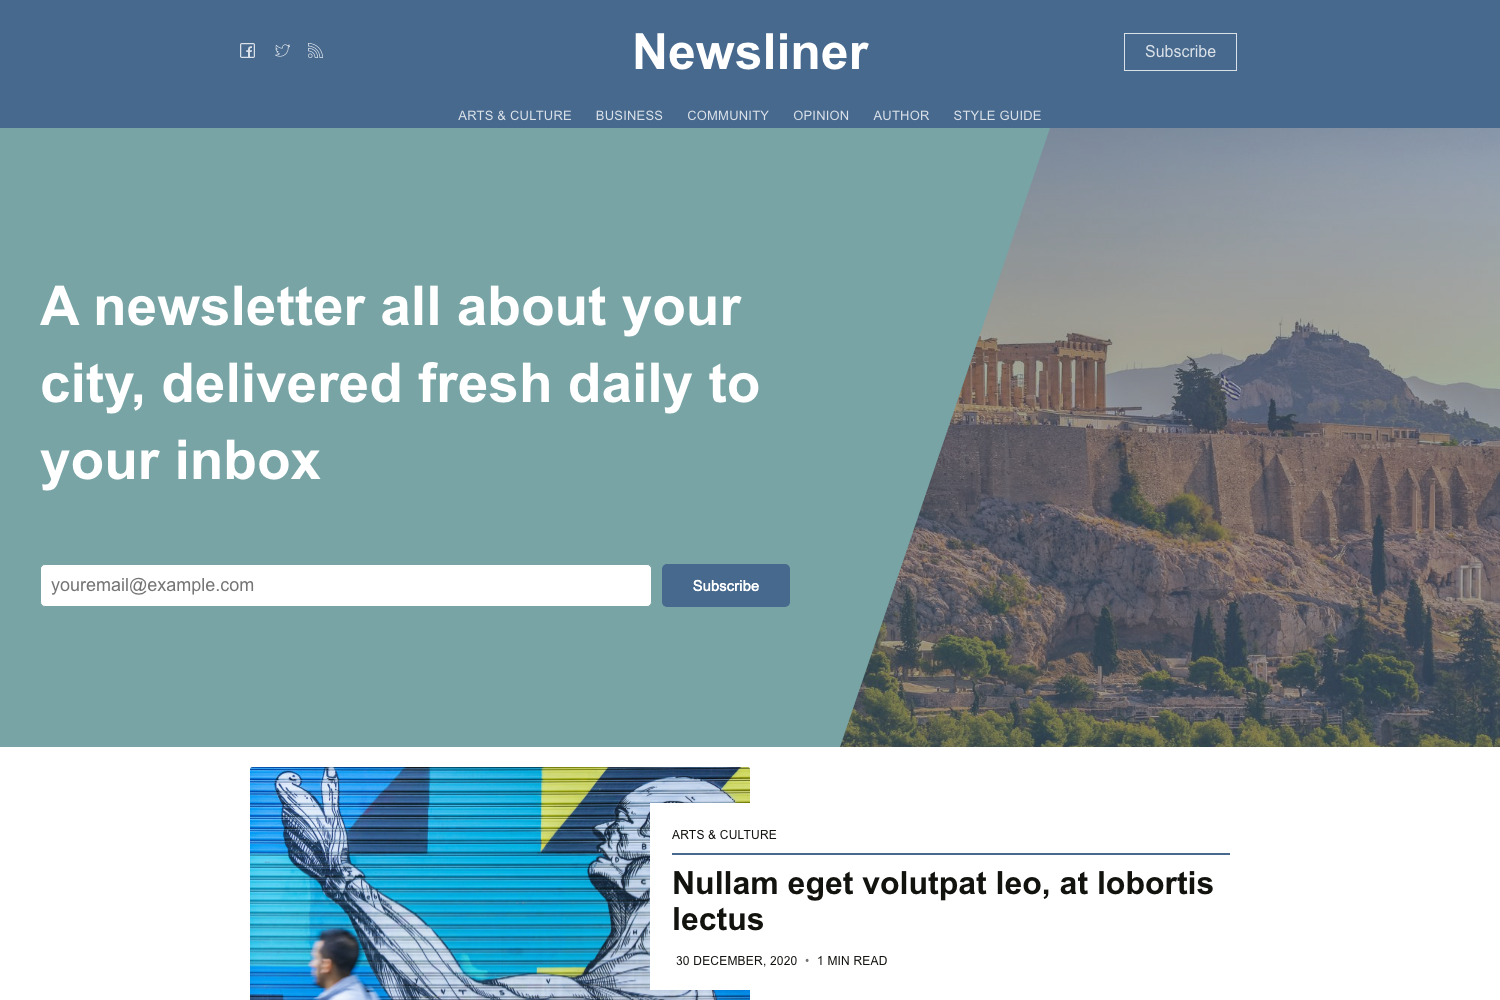 Newsliner
Subscribe
ARTS & CULTURE BUSINESS COMMUNITY OPINION AUTHOR STYLE GUIDE
A newsletter all about your
city, delivered fresh daily to
your inbox
youremail@example.com
Subscribe
ARTS & CULTURE
Nullam eget volutpat leo, at lobortis
lectus
30 DECEMBER, 2020 • 1 MIN READ